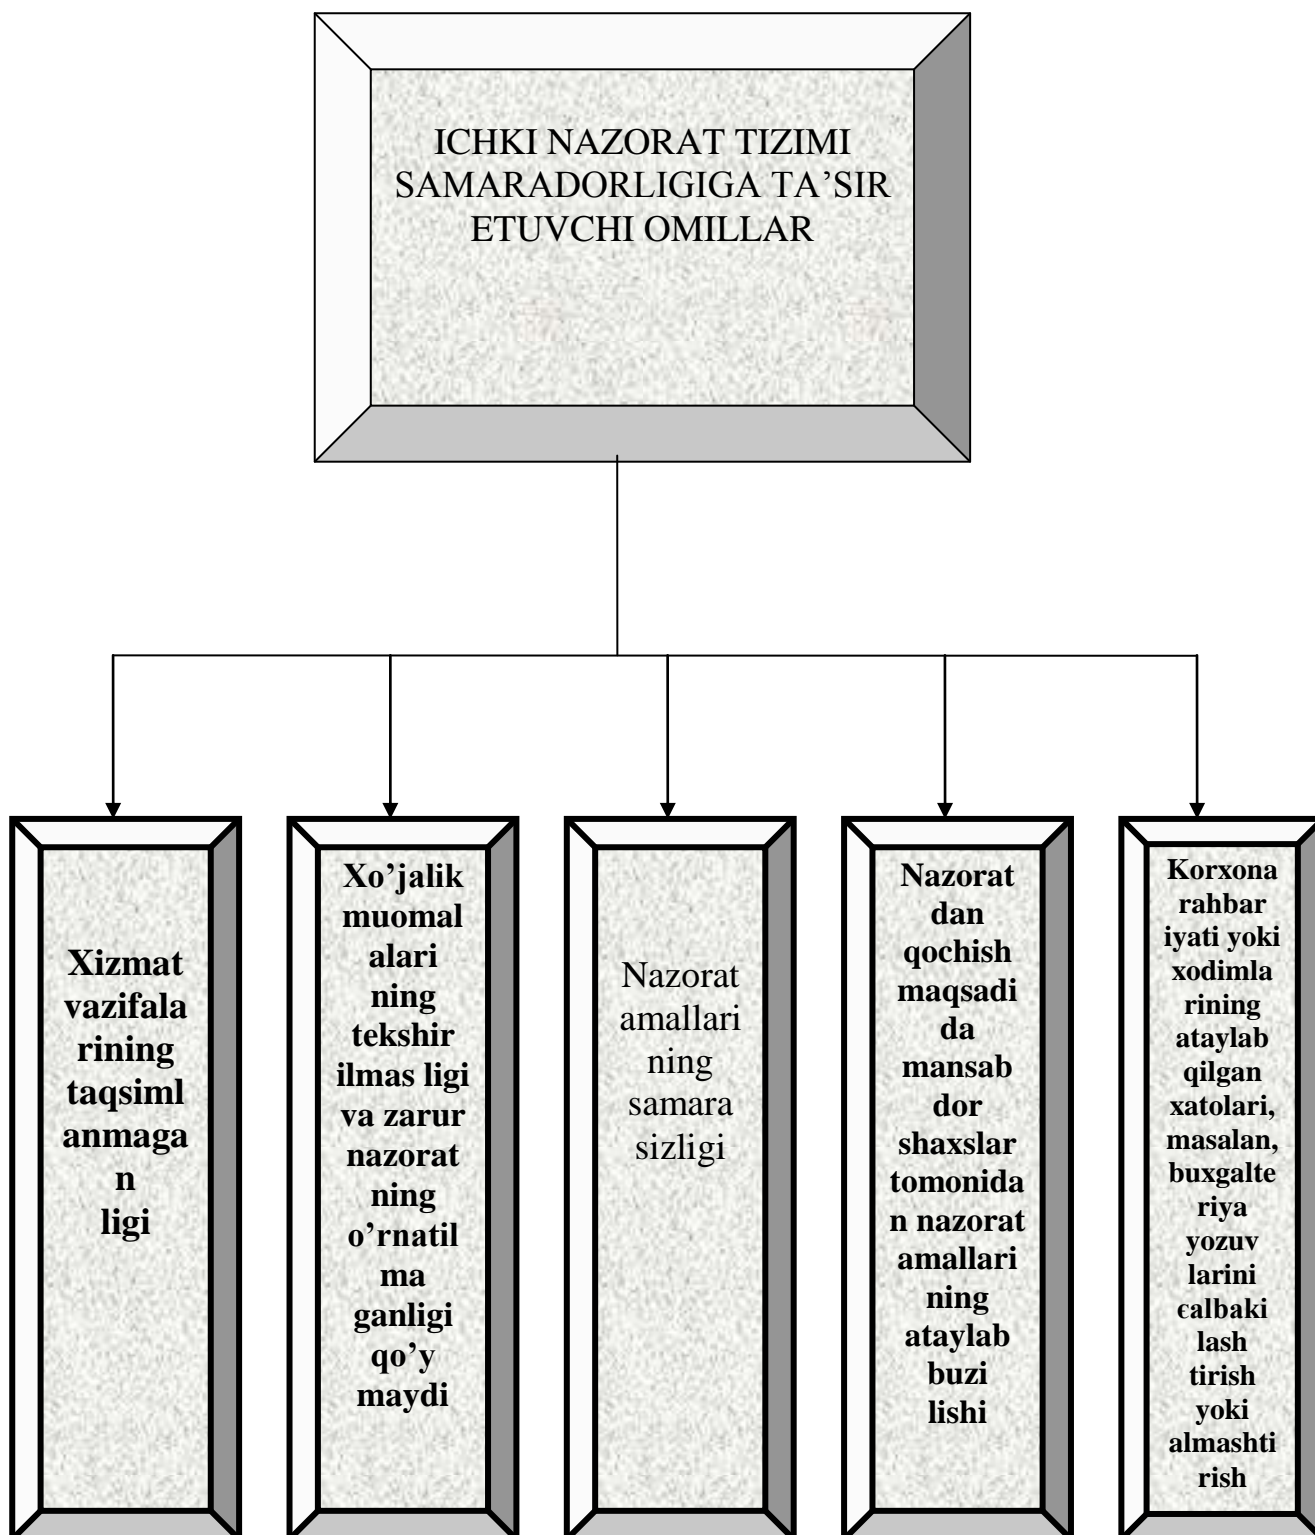 ICHKI NAZORAT TIZIMI
SAMARADORLIGIGA TA’SIR
ETUVCHI OMILLAR
Xizmat
vazifala
rining
taqsiml
anmaga
n
ligi
Xo’jalik
muomal
alari
ning
tekshir
ilmas ligi
va zarur
nazorat
ning
o’rnatil
ma
ganligi
qo’y
maydi
Nazorat
amallari
ning
samara
sizligi
Nazorat
dan
qochish
maqsadi
da
mansab
dor
shaxslar
tomonida
n nazorat
amallari
ning
ataylab
buzi
lishi
Korxona
rahbar
iyati yoki
xodimla
rining
ataylab
qilgan
xatolari,
masalan,
buxgalte
riya
yozuv
larini
єalbaki
lash
tirish
yoki
almashti
rish